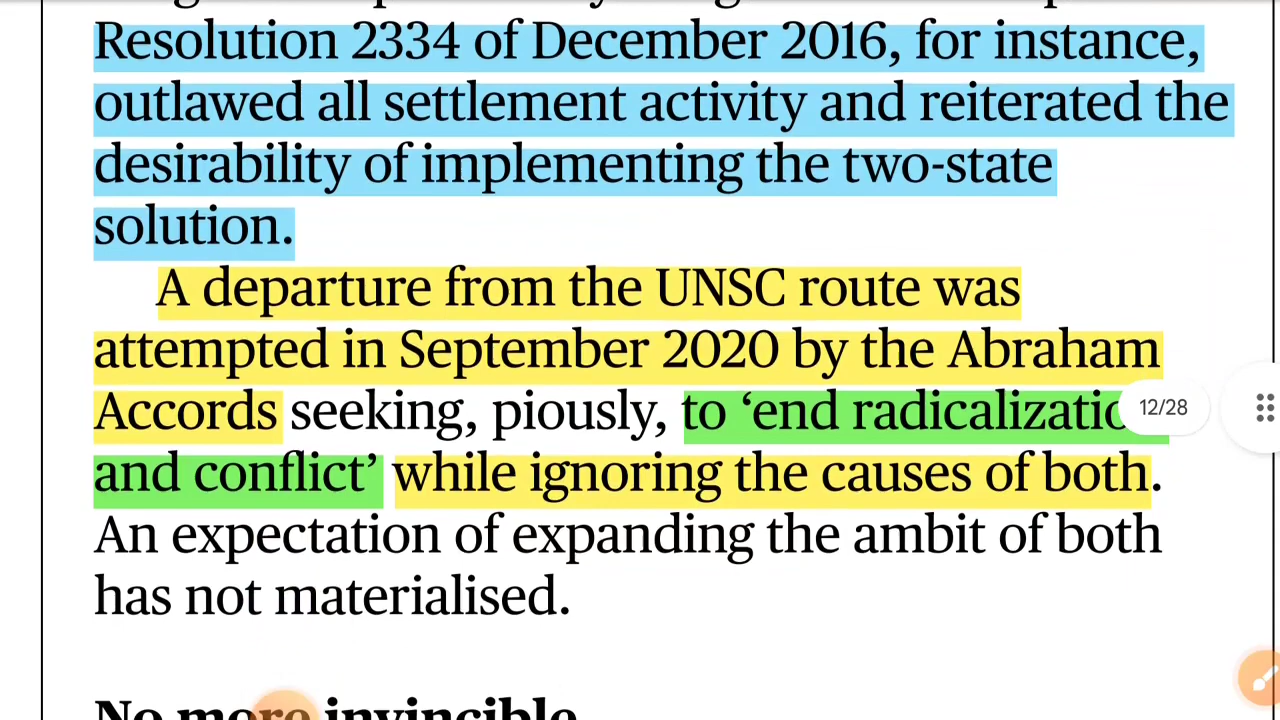 Resolution 2334 of December 2016, for instance,
outlawed all settlement activity and reiterated the
desirability of implementing the two-state
solution.
A departure from the UNSC route was
attempted in September 2020 by the Abraham
Accords seeking, piously, to ‘end radicalizatio
12/28
and conflict’ while ignoring the causes of both.
An expectation of expanding the ambit of both
has not materialised.
No more invincible